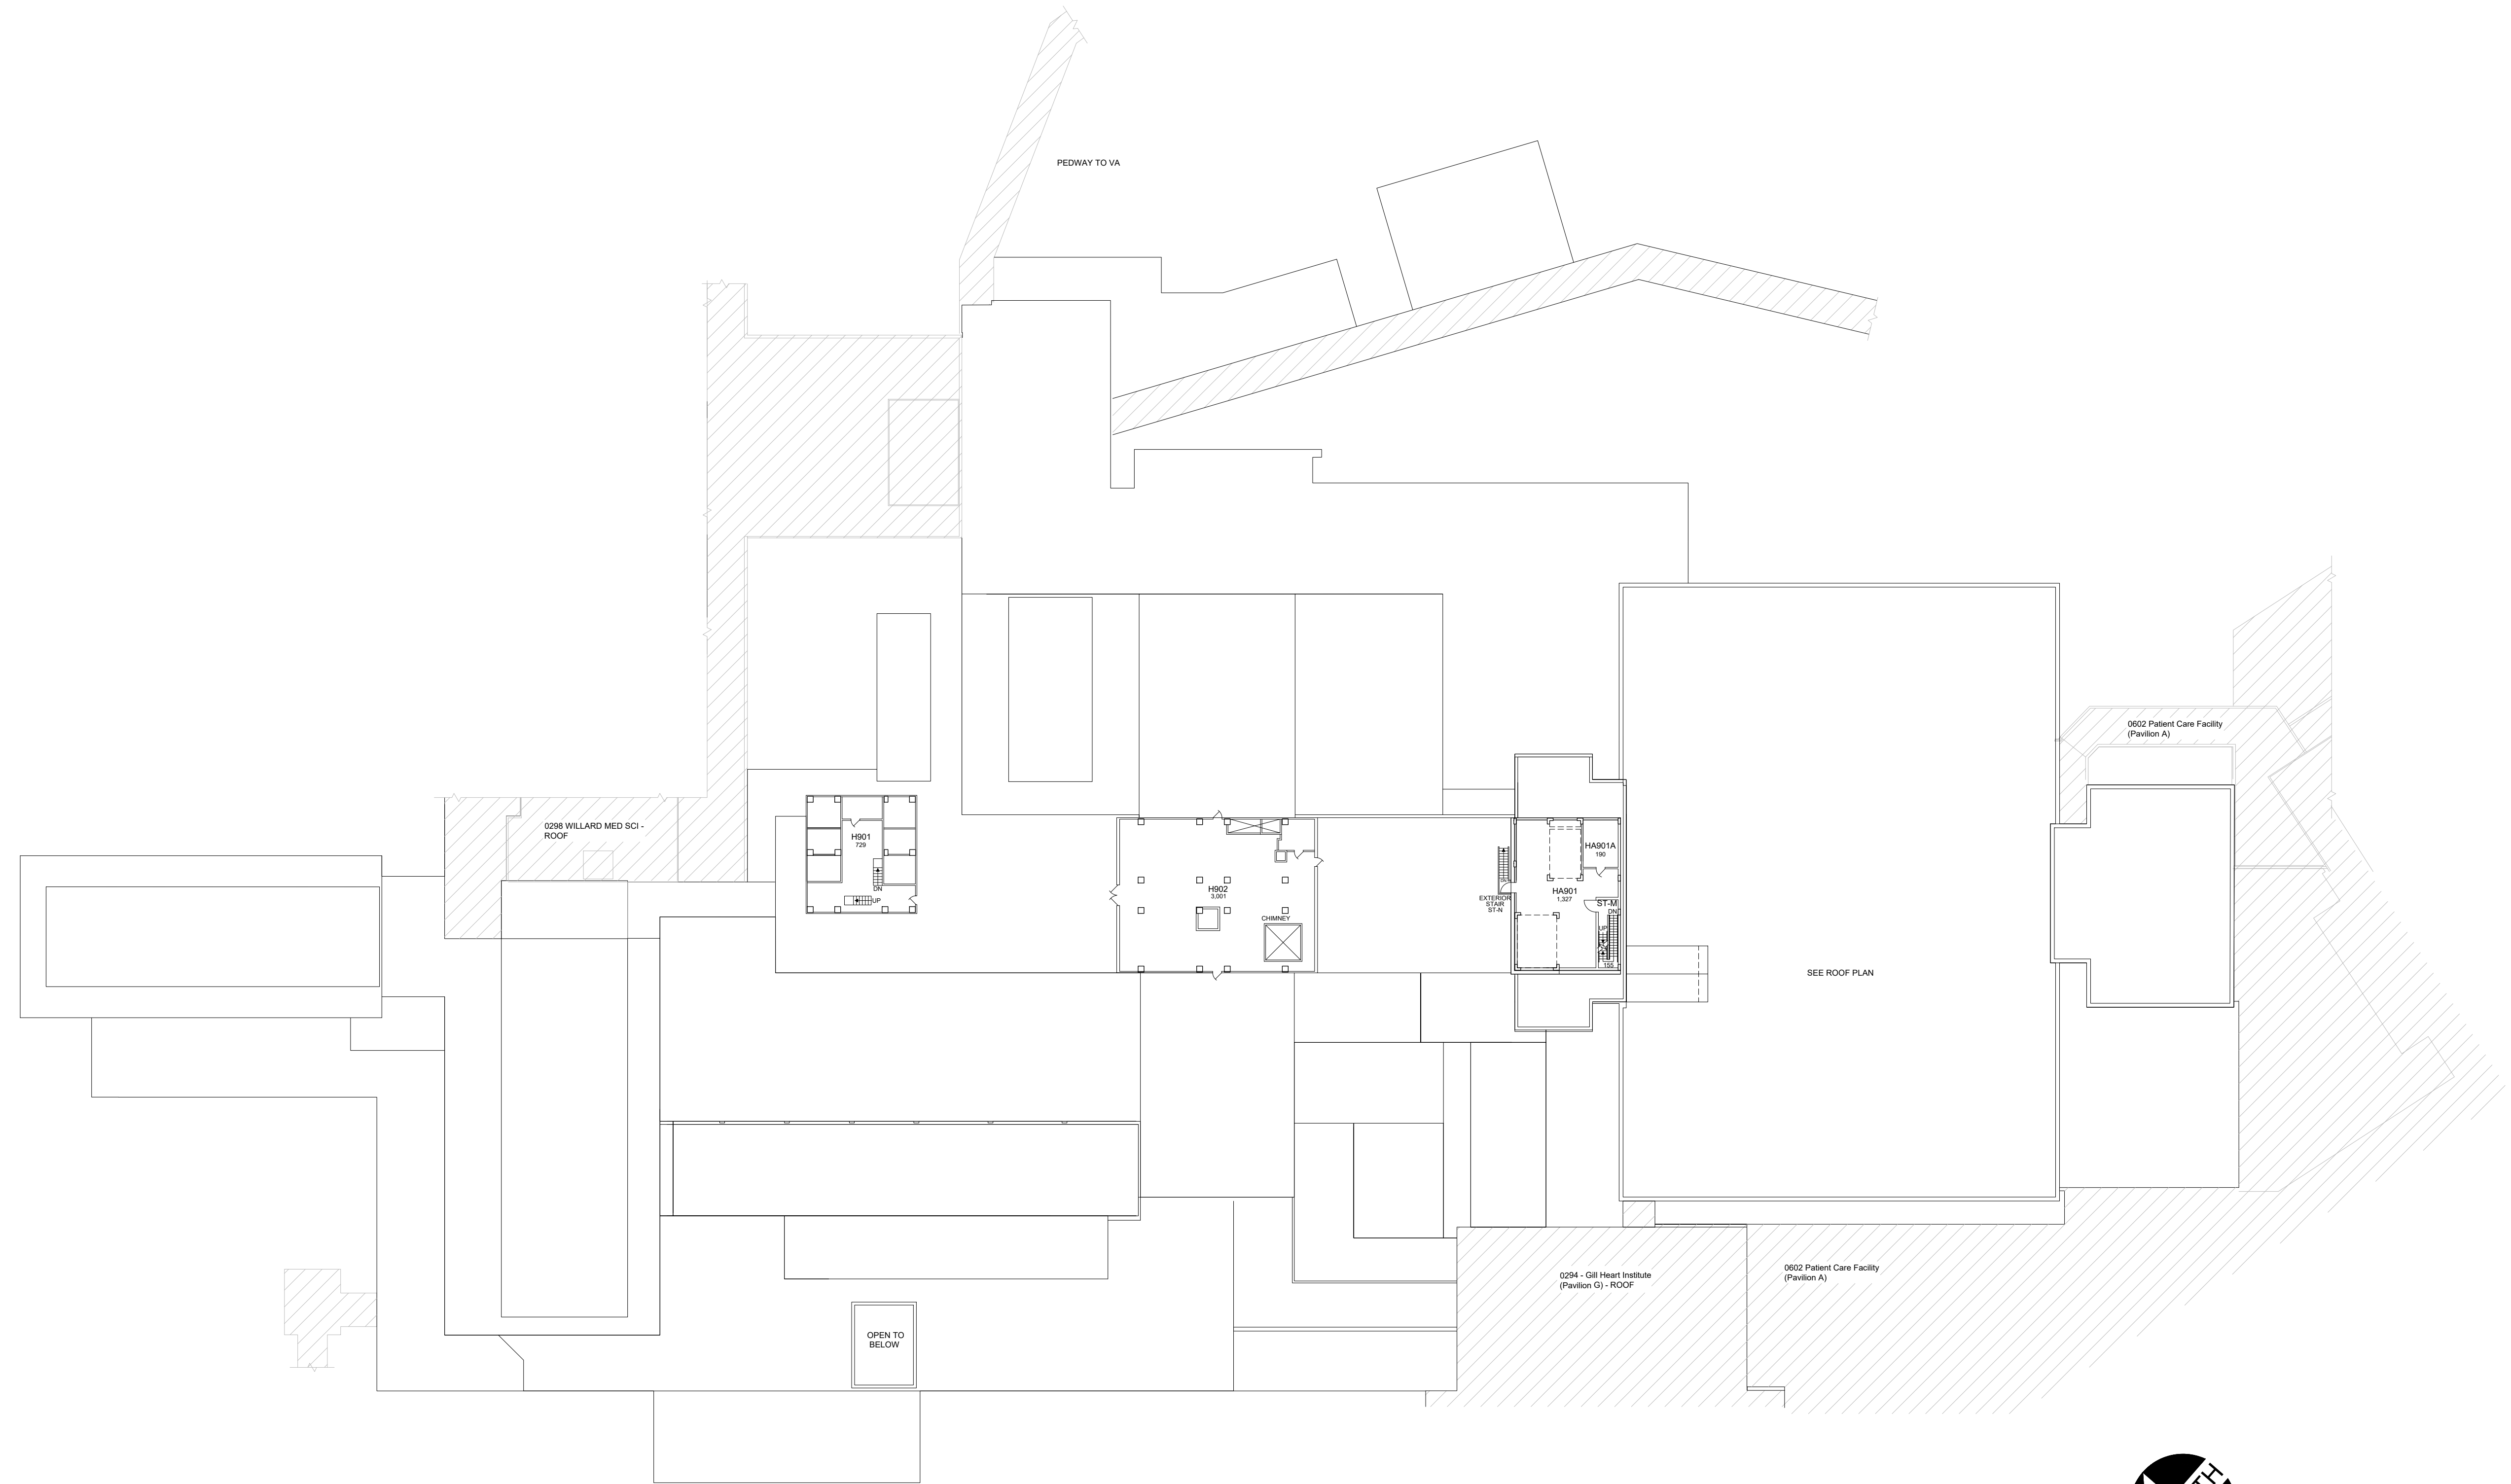 PEDWAY TO VA
0602 Patient Care Facility
(Pavilion A)
0298 WILLARD MED SCI -
ROOF
H901
729
DN
UP
H902
3,001
CHIMNEY
EXTERIOR
STAIR
ST-N
HA901A
190
HA901
1,327
ST-M
DN
UP
155
SEE ROOF PLAN
0294 - Gill Heart Institute
(Pavilion G) - ROOF
0602 Patient Care Facility
(Pavilion A)
OPEN TO
BELOW